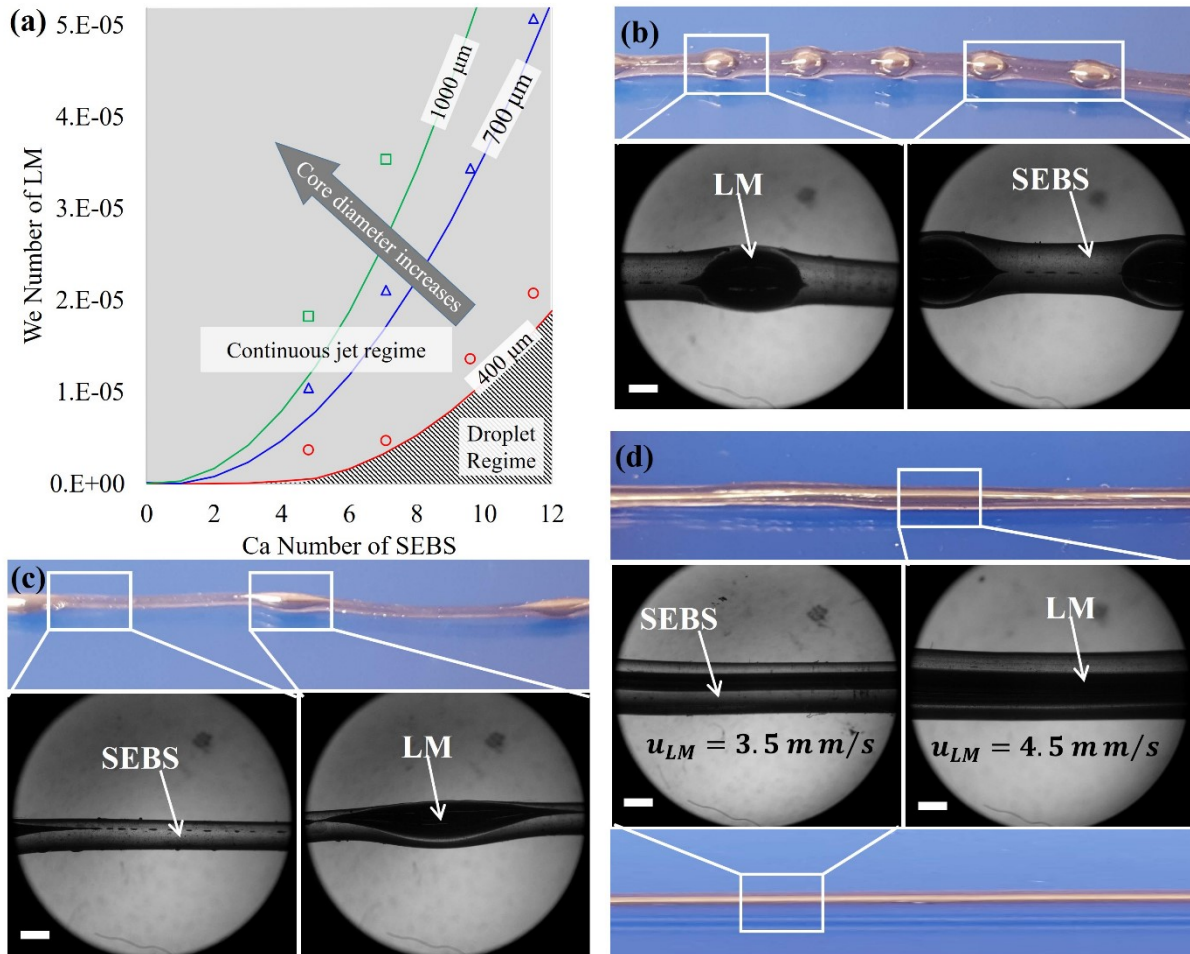 (a)
We Number of LM
5.E-05
4.E-05
3.E-05
2.E-05
1.E-05
0.E+00
1000 µm
700 µm
400 µm
Core diameter increases
Continuous jet regime
Droplet
Regime
0 2 4 6 8 10 12
Ca Number of SEBS
(b)
LM
SEBS
(c)
SEBS
LM
(d)
SEBS
LM
u_LM = 3.5 m m/s
u_LM = 4.5 m m/s